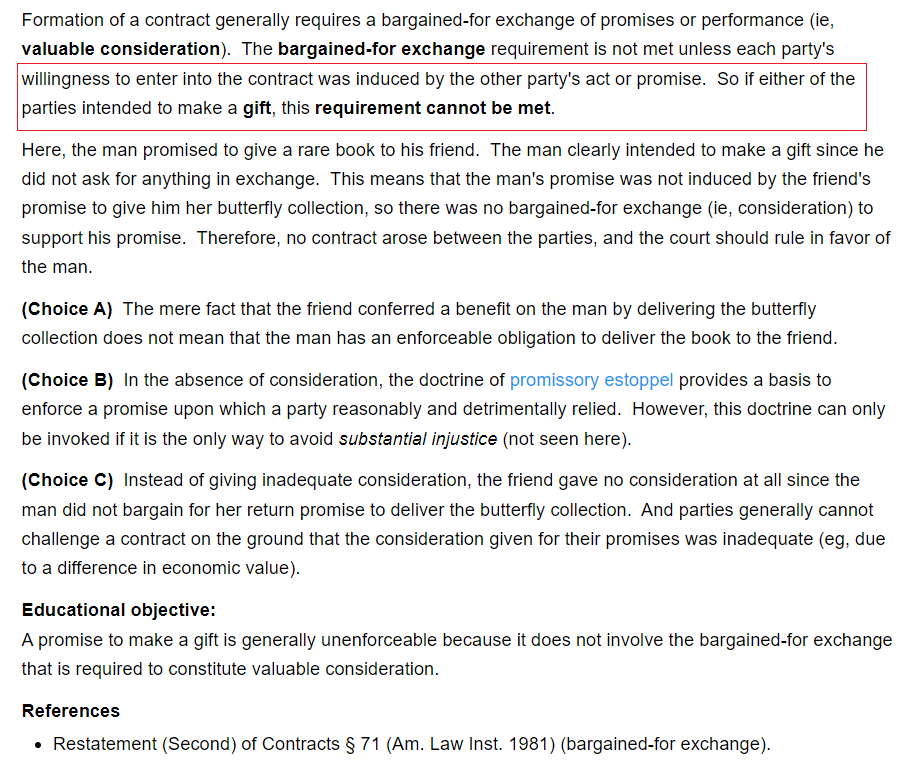 Formation of a contract generally requires a bargained-for exchange of promises or performance (ie,
valuable consideration).  The bargained-for exchange requirement is not met unless each party's
willingness to enter into the contract was induced by the other party's act or promise.  So if either of the
parties intended to make a gift, this requirement cannot be met.
Here, the man promised to give a rare book to his friend.  The man clearly intended to make a gift since he
did not ask for anything in exchange.  This means that the man's promise was not induced by the friend's
promise to give him her butterfly collection, so there was no bargained-for exchange (ie, consideration) to
support his promise.  Therefore, no contract arose between the parties, and the court should rule in favor of
the man.
(Choice A)  The mere fact that the friend conferred a benefit on the man by delivering the butterfly
collection does not mean that the man has an enforceable obligation to deliver the book to the friend.
(Choice B)  In the absence of consideration, the doctrine of promissory estoppel provides a basis to
enforce a promise upon which a party reasonably and detrimentally relied.  However, this doctrine can only
be invoked if it is the only way to avoid substantial injustice (not seen here).
(Choice C)  Instead of giving inadequate consideration, the friend gave no consideration at all since the
man did not bargain for her return promise to deliver the butterfly collection.  And parties generally cannot
challenge a contract on the ground that the consideration given for their promises was inadequate (eg, due
to a difference in economic value).
Educational objective:
A promise to make a gift is generally unenforceable because it does not involve the bargained-for exchange
that is required to constitute valuable consideration.
References
• Restatement (Second) of Contracts § 71 (Am. Law Inst. 1981) (bargained-for exchange).